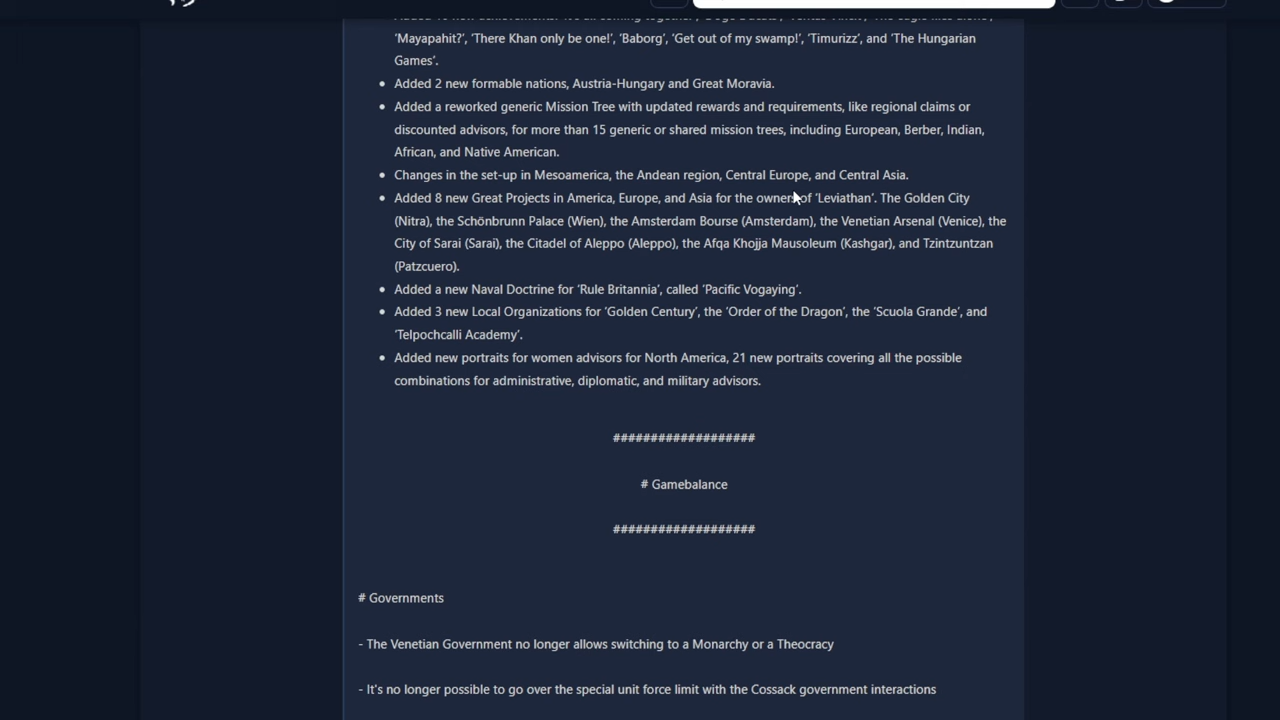 'Mayapahit?', 'There Khan only be one!', 'Baborg', 'Get out of my swamp!', 'Timurizz', and 'The Hungarian
Games'.
• Added 2 new formable nations, Austria-Hungary and Great Moravia.
• Added a reworked generic Mission Tree with updated rewards and requirements, like regional claims or
discounted advisors, for more than 15 generic or shared mission trees, including European, Berber, Indian,
African, and Native American.
• Changes in the set-up in Mesoamerica, the Andean region, Central Europe, and Central Asia.
• Added 8 new Great Projects in America, Europe, and Asia for the owners of 'Leviathan'. The Golden City
(Nitra), the Schönbrunn Palace (Wien), the Amsterdam Bourse (Amsterdam), the Venetian Arsenal (Venice), the
City of Sarai (Sarai), the Citadel of Aleppo (Aleppo), the Afqa Khojja Mausoleum (Kashgar), and Tzintzuntzan
(Patzcuero).
• Added a new Naval Doctrine for 'Rule Britannia', called 'Pacific Vogaying'.
• Added 3 new Local Organizations for 'Golden Century', the 'Order of the Dragon', the 'Scuola Grande', and
'Telpochcalli Academy'.
• Added new portraits for women advisors for North America, 21 new portraits covering all the possible
combinations for administrative, diplomatic, and military advisors.
###################
# Gamebalance
###################
# Governments
- The Venetian Government no longer allows switching to a Monarchy or a Theocracy
- It's no longer possible to go over the special unit force limit with the Cossack government interactions